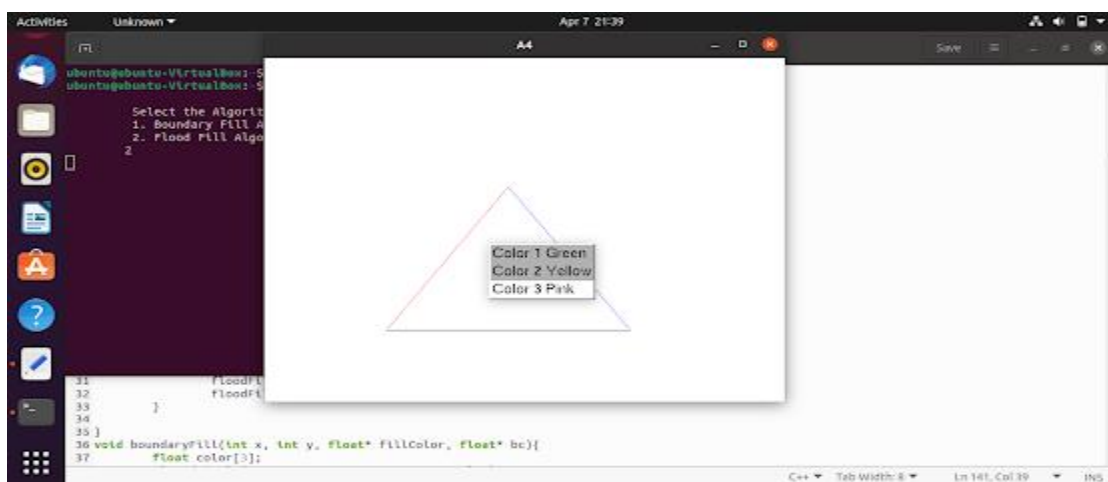 Activities Unknown Apr 7 21:39
A4
Save
ubuntu@ubuntu-VirtualBox: S
ubuntu@ubuntu-VirtualBox: S
Select the Algorit
1. Boundary Fill A
2. Flood Fill Algo
2
Color 1 Green
Color 2 Yellow
Color 3 Pink
31 floodFi
32 floodFi
33 }
34
35 }
36 void boundaryFill(int x, int y, float* fillColor, float* bc){
37 float color[3];
C++ Tab Width: 8 Ln 141, Col 39 INS